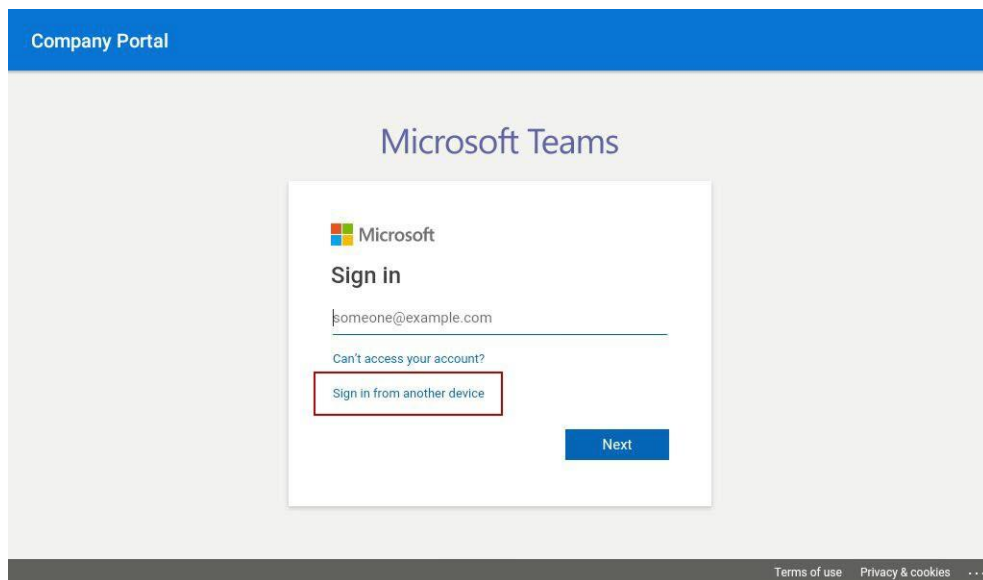 Company Portal
Microsoft Teams
Microsoft
Sign in
someone@example.com
Can't access your account?
Sign in from another device
Next
Terms of use Privacy & cookies ...